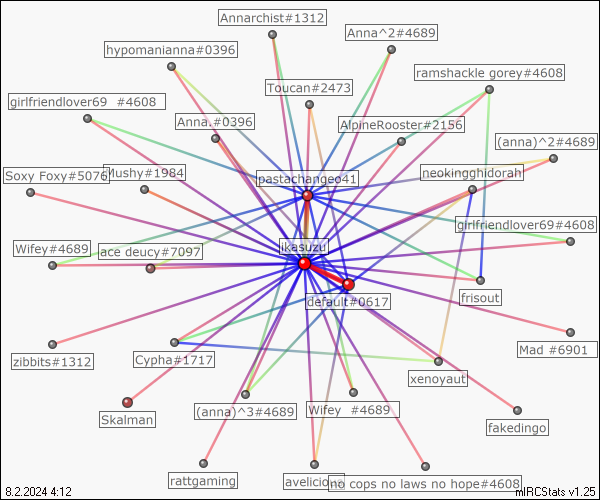 Annarchist#1312
Anna^2#4689
hypomanianna#0396
ramshackle gorey#4608
Toucan#2473
girlfriendlover69 #4608
Anna.#0396
AlpineRooster#2156
(anna)^2#4689
Soxy Foxy#5076
Mushy#1984
pastachangeo41
neokingghidorah
girlfriendlover69#4608
Wifey#4689
ace deucy#7097
ikasuzu
default#0617
frisout
zibbits#1312
Cypha#1717
Mad #6901
xenoyaut
Skalman
(anna)^3#4689
Wifey #4689
fakedingo
rattgaming
avelicious
no cops no laws no hope#4608
8.2.2024 4:12
mIRCStats v1.25